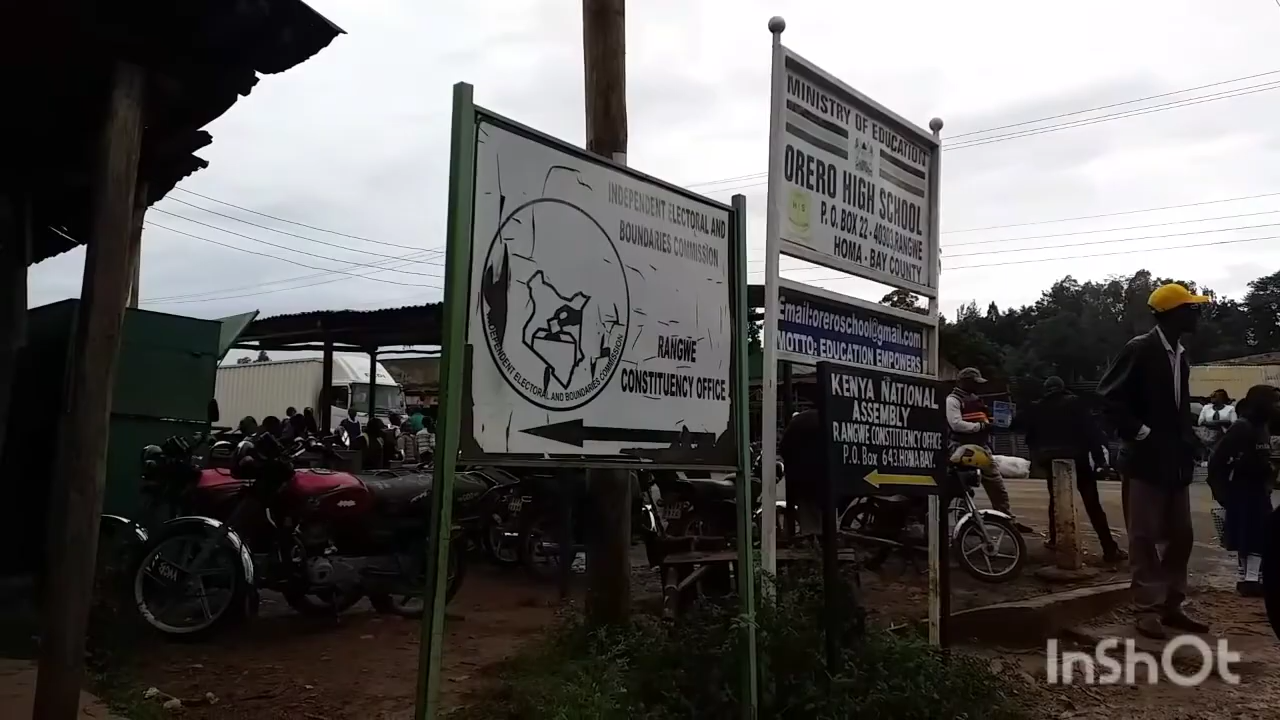 INDEPENDENT ELECTORAL AND
BOUNDARIES COMMISSION
INDEPENDENT ELECTORAL AND BOUNDARIES COMMISSION
RANGWE
CONSTITUENCY OFFICE
MINISTRY OF EDUCATION
ORERO HIGH SCHOOL
P. O. BOX 22 - 40303, RANGWE
HOMA - BAY COUNTY
Email:oreroschool@gmail.com
MOTTO: EDUCATION EMPOWERS
KENYA NATIONAL
ASSEMBLY
RANGWE CONSTITUENCY OFFICE
P.O. Box 643, HOMABAY.
InShOt